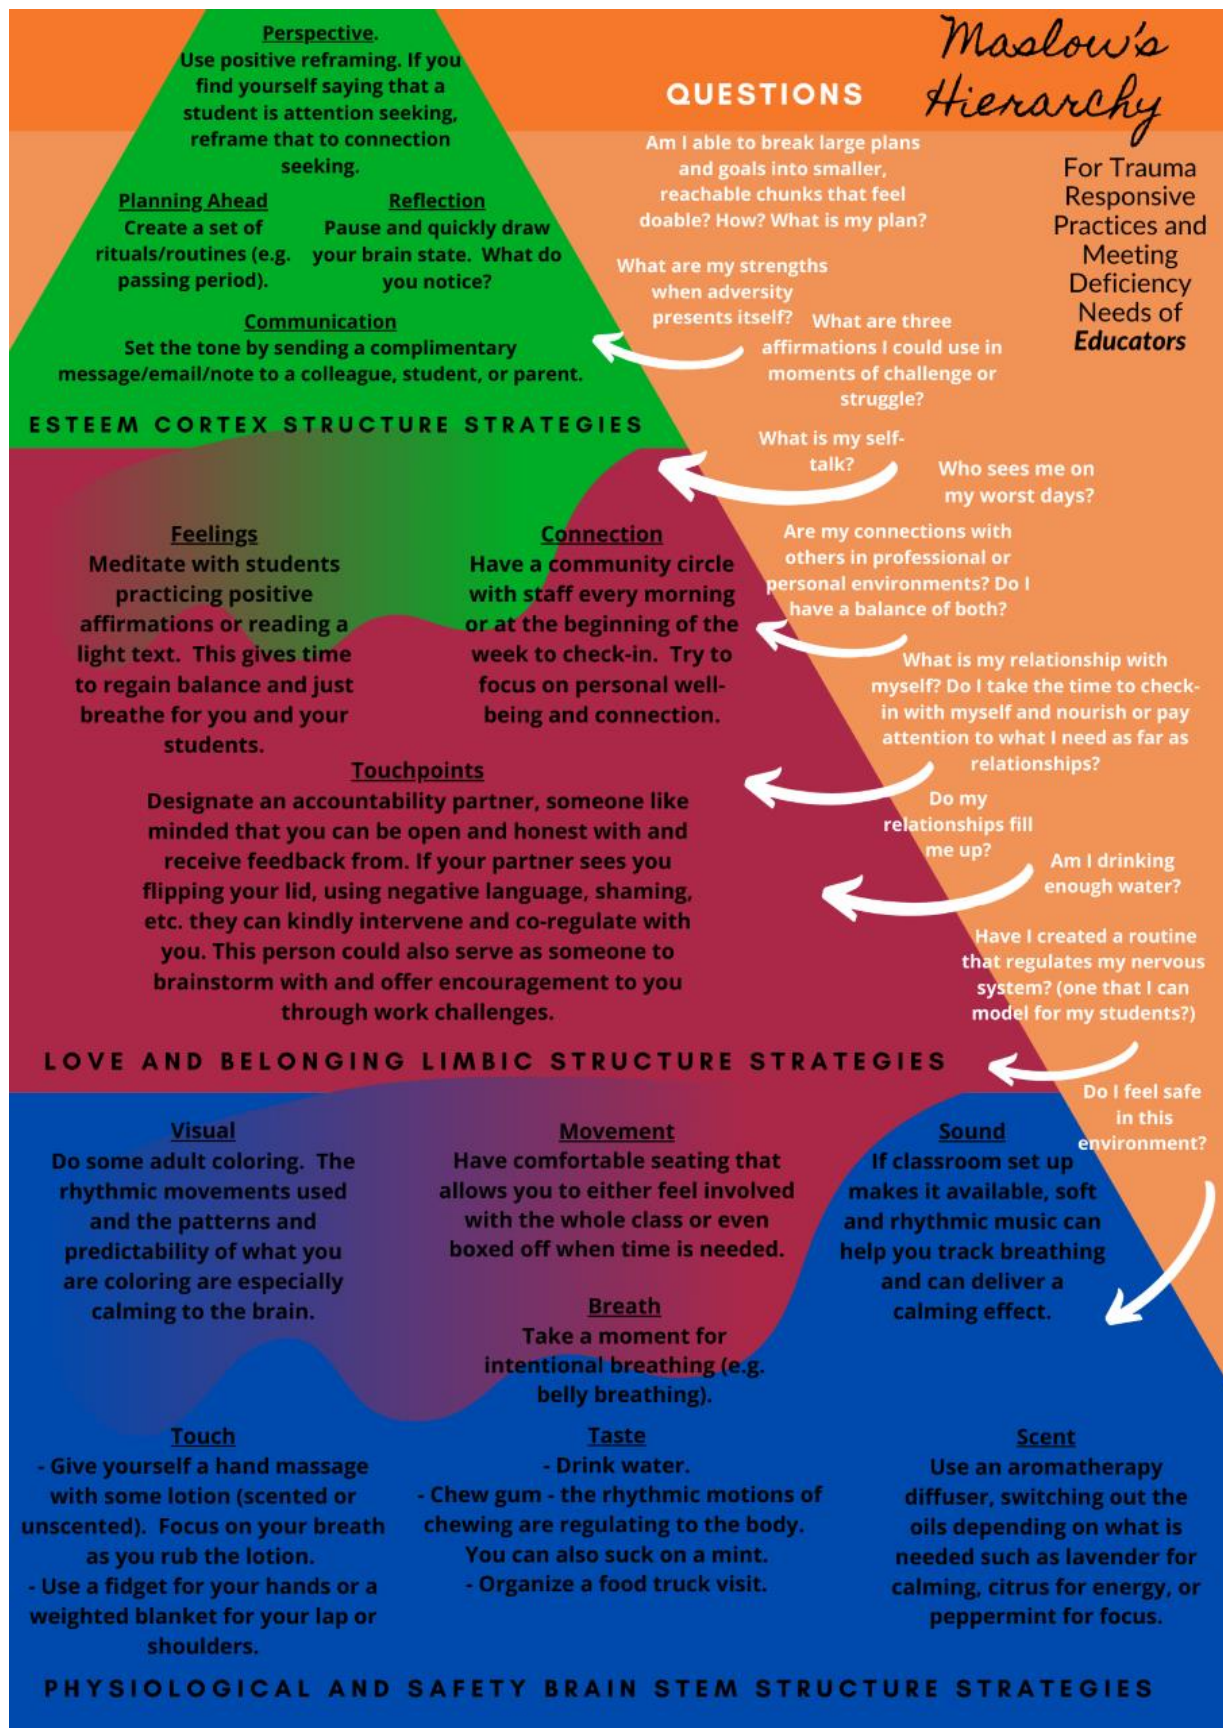 Maslow's
Hierarchy
For Trauma
Responsive
Practices and
Meeting
Deficiency
Needs of
Educators
Perspective.
Use positive reframing. If you
find yourself saying that a
student is attention seeking,
reframe that to connection
seeking.
Planning Ahead
Create a set of
rituals/routines (e.g.
passing period).
Reflection
Pause and quickly draw
your brain state. What do
you notice?
Communication
Set the tone by sending a complimentary
message/email/note to a colleague, student, or parent.
ESTEEM CORTEX STRUCTURE STRATEGIES
QUESTIONS
Am I able to break large plans
and goals into smaller,
reachable chunks that feel
doable? How? What is my plan?
What are my strengths
when adversity
presents itself?
What are three
affirmations I could use in
moments of challenge or
struggle?
What is my self-
talk?
Who sees me on
my worst days?
Are my connections with
others in professional or
personal environments? Do I
have a balance of both?
What is my relationship with
myself? Do I take the time to check-
in with myself and nourish or pay
attention to what I need as far as
relationships?
Do my
relationships fill
me up?
Am I drinking
enough water?
Have I created a routine
that regulates my nervous
system? (one that I can
model for my students?)
Do I feel safe
in this
environment?
Feelings
Meditate with students
practicing positive
affirmations or reading a
light text. This gives time
to regain balance and just
breathe for you and your
students.
Connection
Have a community circle
with staff every morning
or at the beginning of the
week to check-in. Try to
focus on personal well-
being and connection.
Touchpoints
Designate an accountability partner, someone like
minded that you can be open and honest with and
receive feedback from. If your partner sees you
flipping your lid, using negative language, shaming,
etc. they can kindly intervene and co-regulate with
you. This person could also serve as someone to
brainstorm with and offer encouragement to you
through work challenges.
LOVE AND BELONGING LIMBIC STRUCTURE STRATEGIES
Visual
Do some adult coloring. The
rhythmic movements used
and the patterns and
predictability of what you
are coloring are especially
calming to the brain.
Movement
Have comfortable seating that
allows you to either feel involved
with the whole class or even
boxed off when time is needed.
Sound
If classroom set up
makes it available, soft
and rhythmic music can
help you track breathing
and can deliver a
calming effect.
Breath
Take a moment for
intentional breathing (e.g.
belly breathing).
Touch
- Give yourself a hand massage
with some lotion (scented or
unscented). Focus on your breath
as you rub the lotion.
- Use a fidget for your hands or a
weighted blanket for your lap or
shoulders.
Taste
- Drink water.
- Chew gum - the rhythmic motions of
chewing are regulating to the body.
You can also suck on a mint.
- Organize a food truck visit.
Scent
Use an aromatherapy
diffuser, switching out the
oils depending on what is
needed such as lavender for
calming, citrus for energy, or
peppermint for focus.
PHYSIOLOGICAL AND SAFETY BRAIN STEM STRUCTURE STRATEGIES